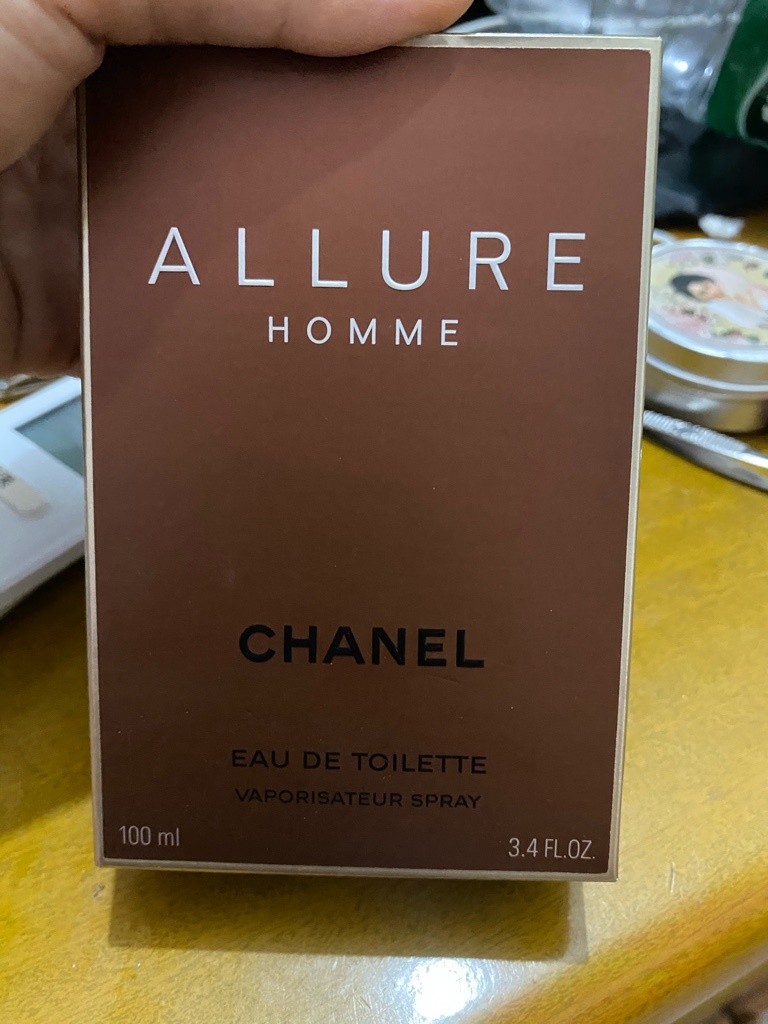 ALLURE
HOMME
CHANEL
EAU DE TOILETTE
VAPORISATEUR SPRAY
100 ml
3.4 FL.OZ.